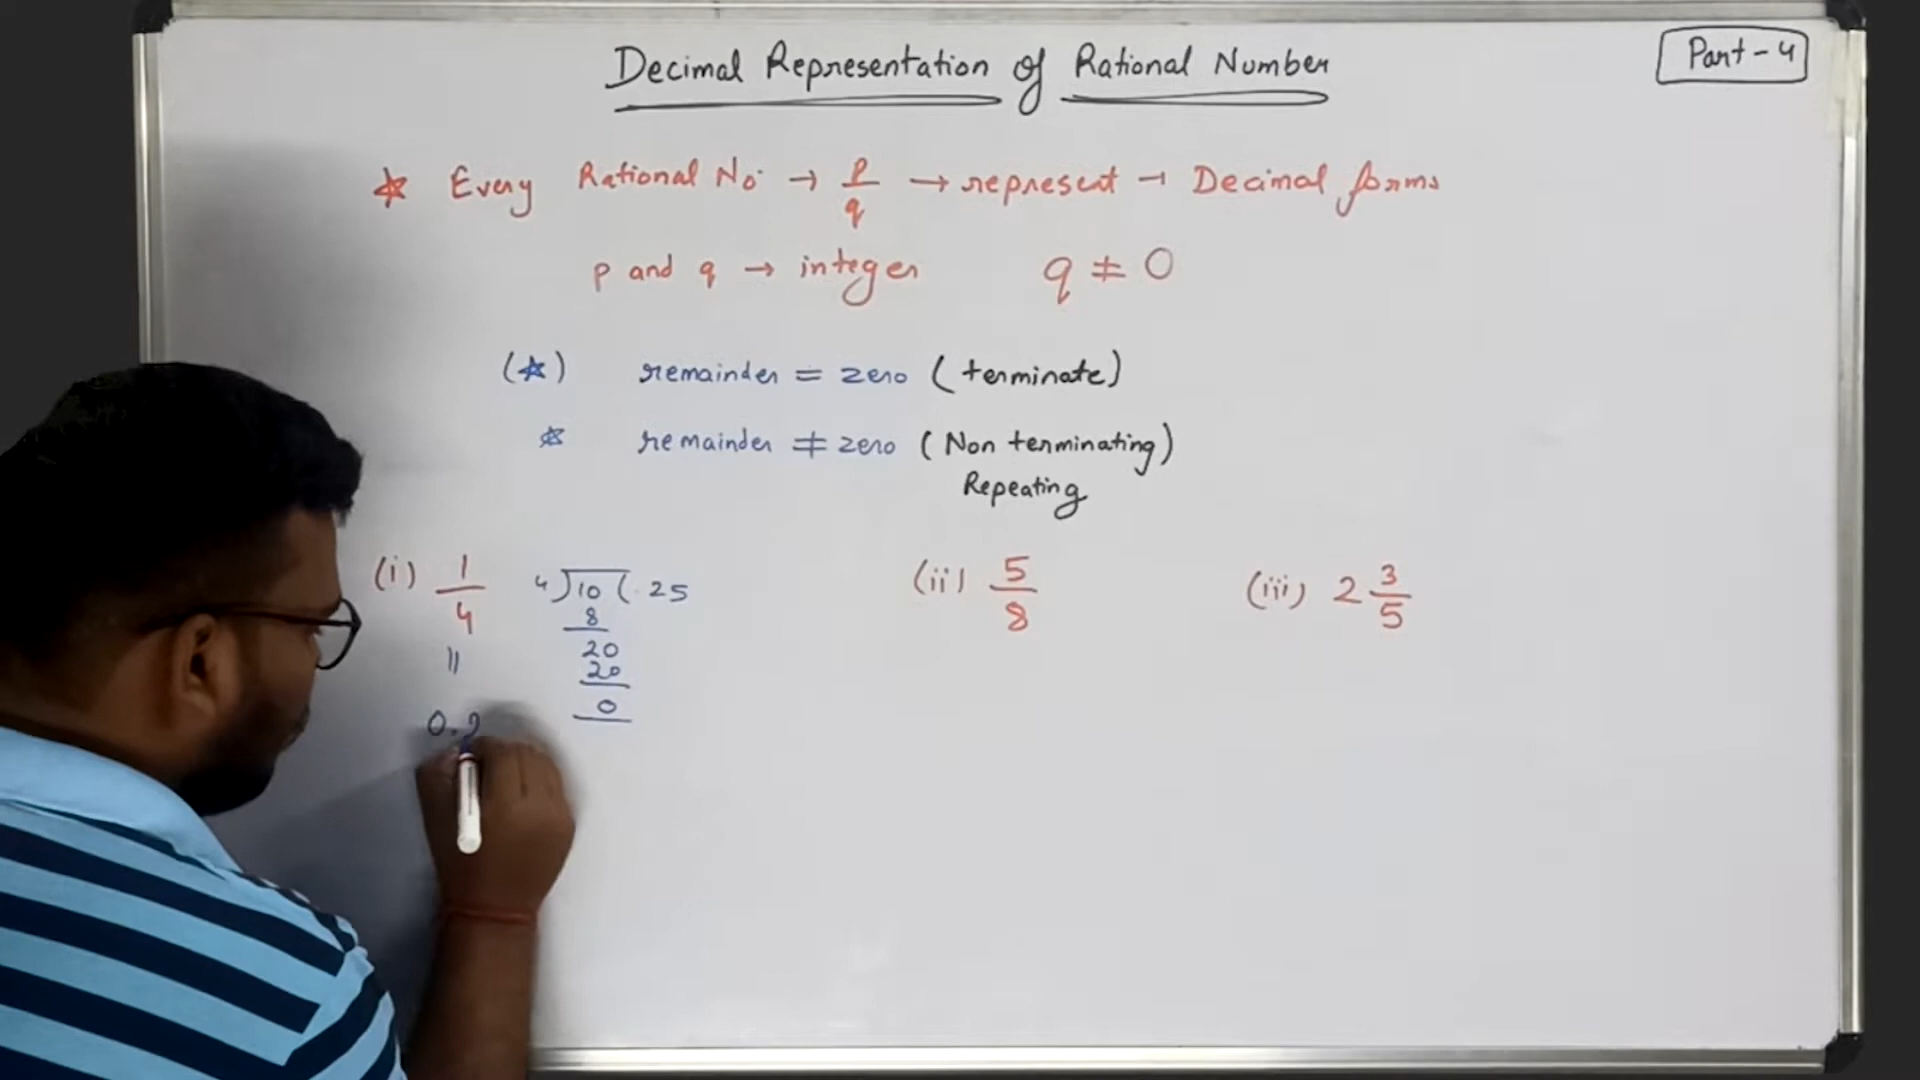 Decimal Representation of Rational Number
Part-4
☆ Every Rational No. → p/q → represent → Decimal forms
p and q → integer q ≠ 0
(☆) remainder = zero (terminate)
☆ remainder ≠ zero (Non terminating)
Repeating
(i) 1/4 4)10(.25
8
20
20
0
||
0.2
(ii) 5/8
(iii) 2 3/5